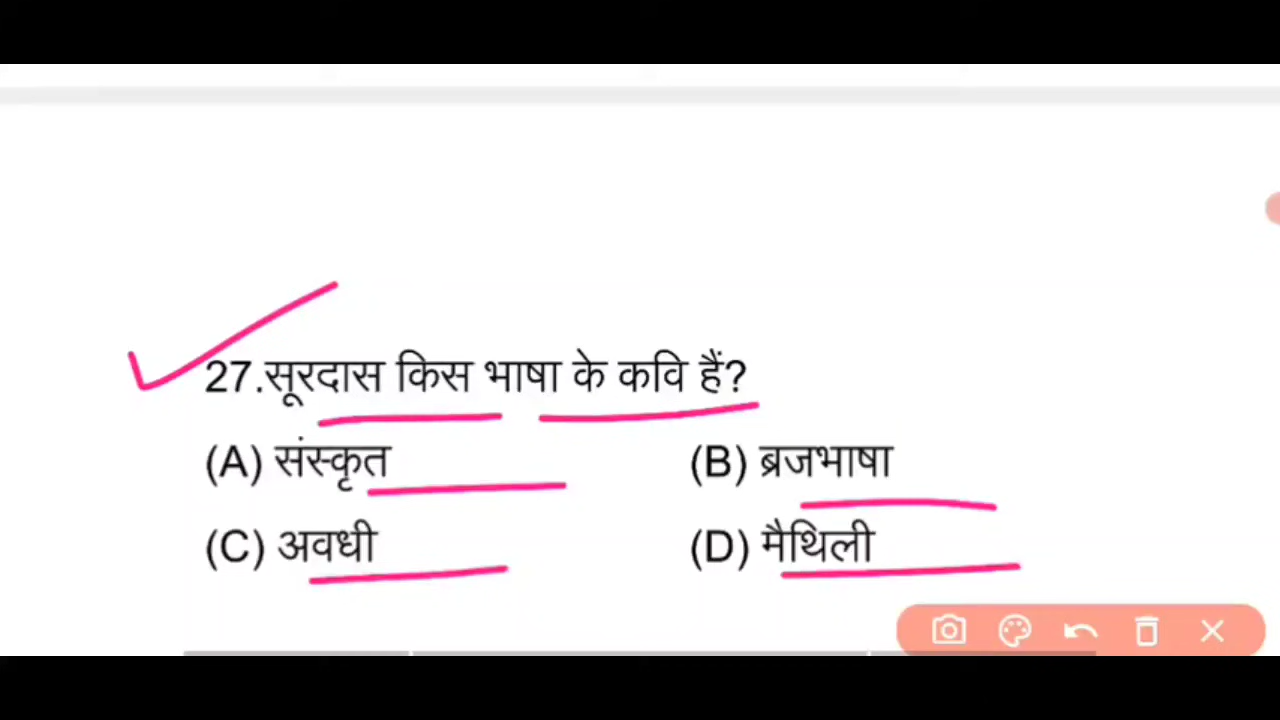 27.सूरदास किस भाषा के कवि हैं?
(A) संस्कृत (B) ब्रजभाषा
(C) अवधी (D) मैथिली